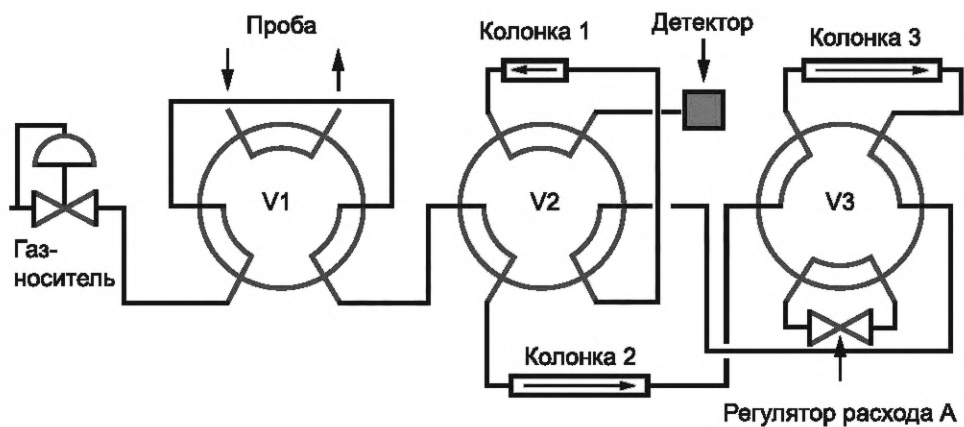 Проба
Колонка 1
Детектор
Колонка 3
V1
V2
V3
Газ-
носитель
Колонка 2
Регулятор расхода А